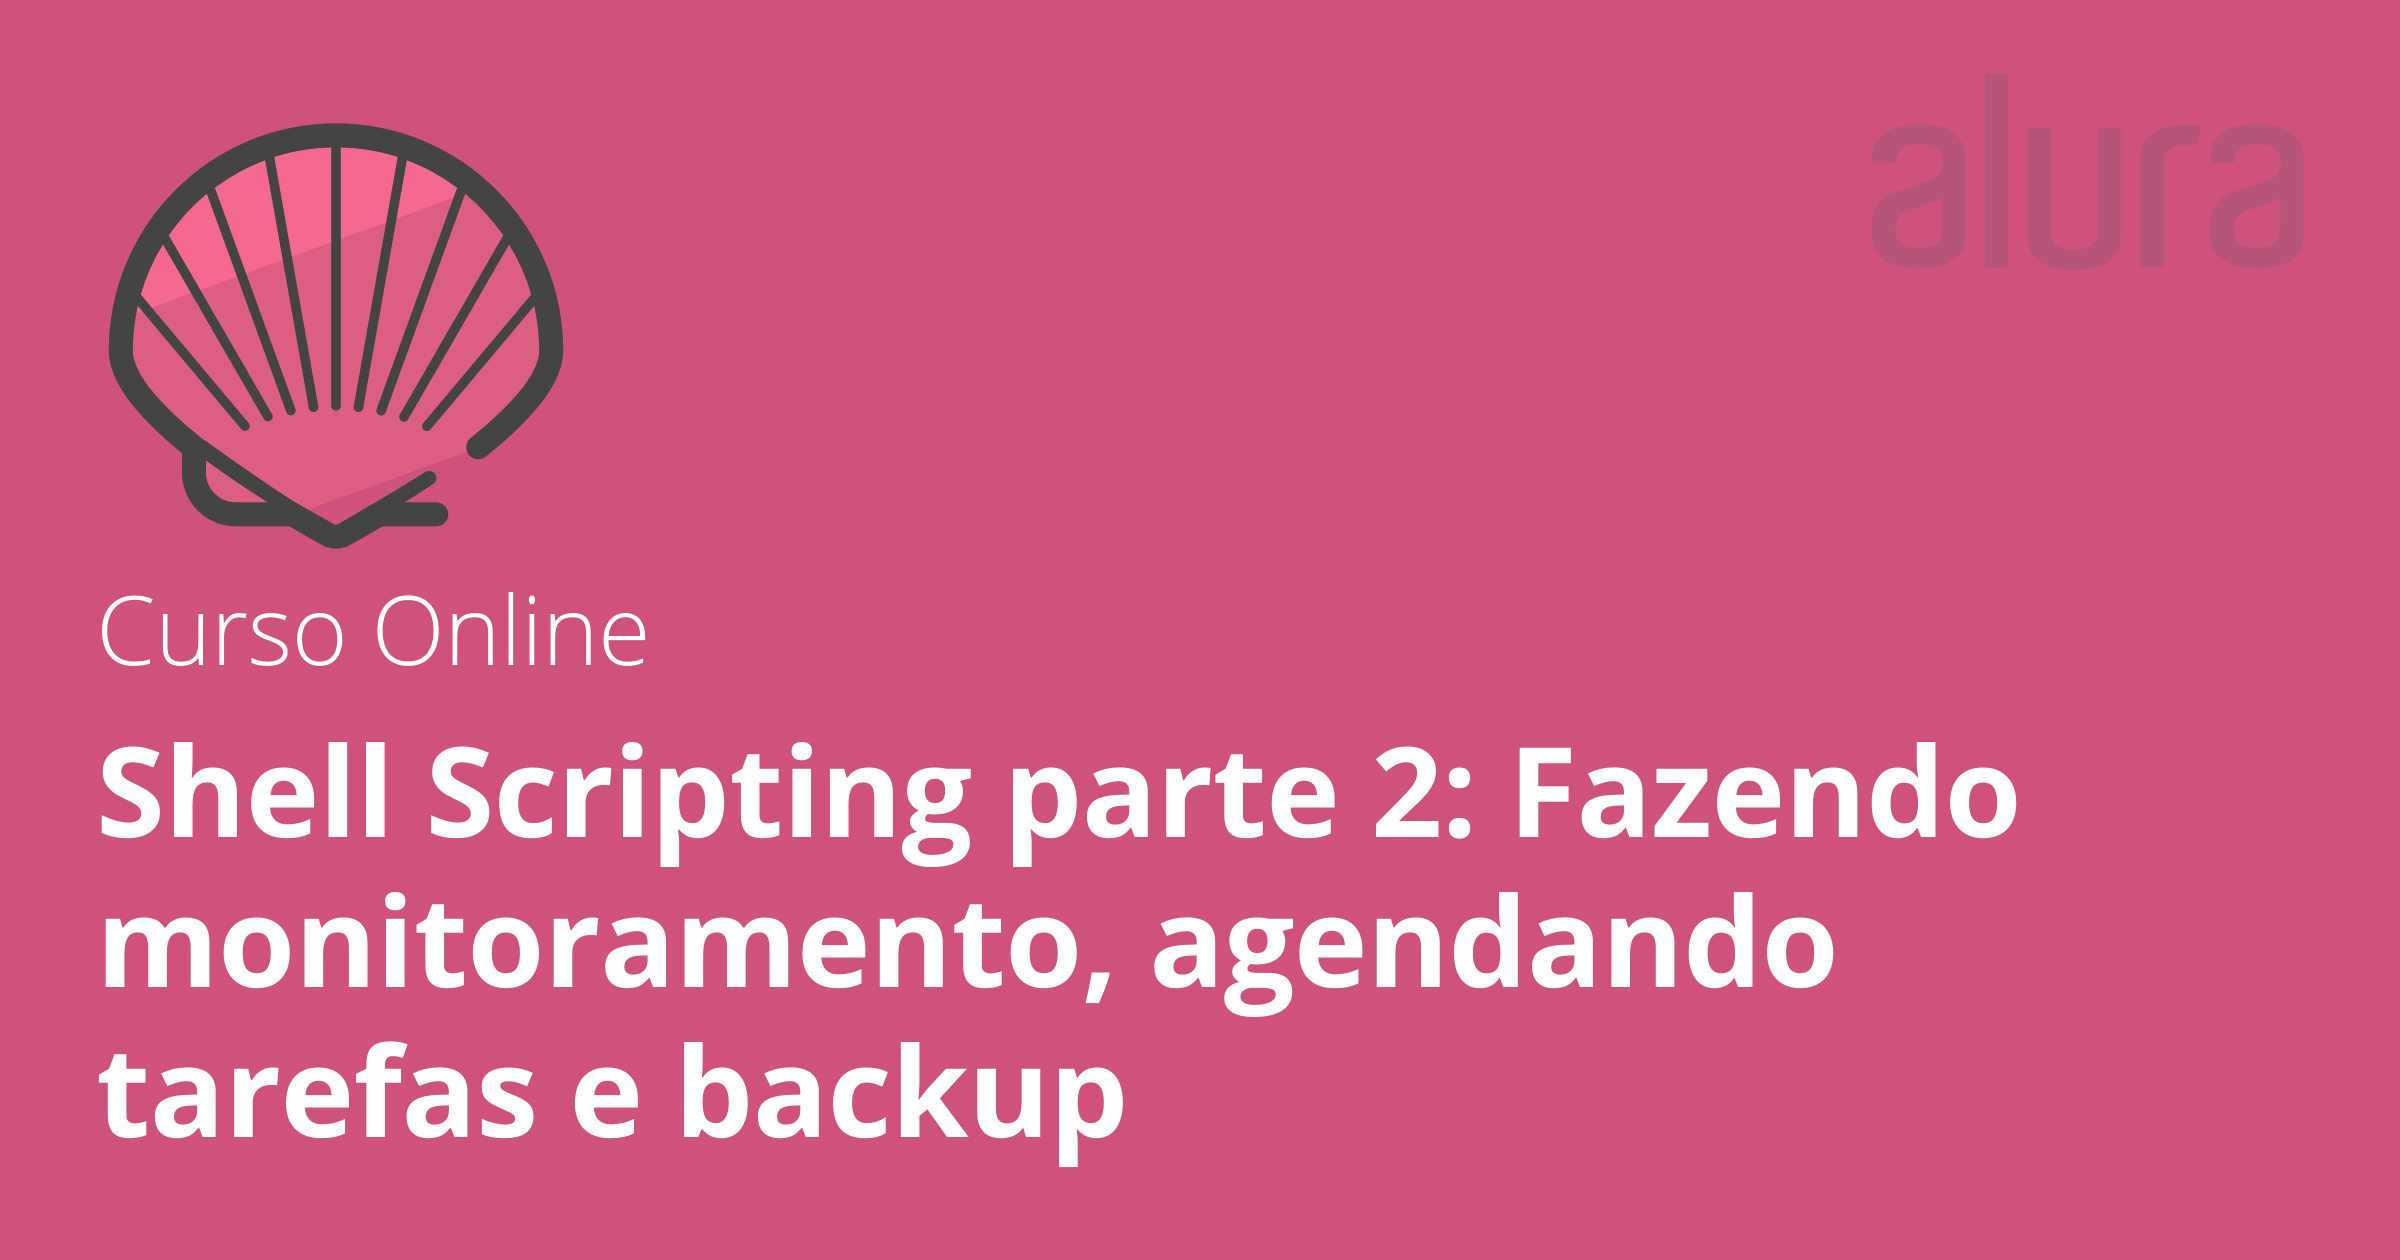 alura
Curso Online
Shell Scripting parte 2: Fazendo
monitoramento, agendando
tarefas e backup